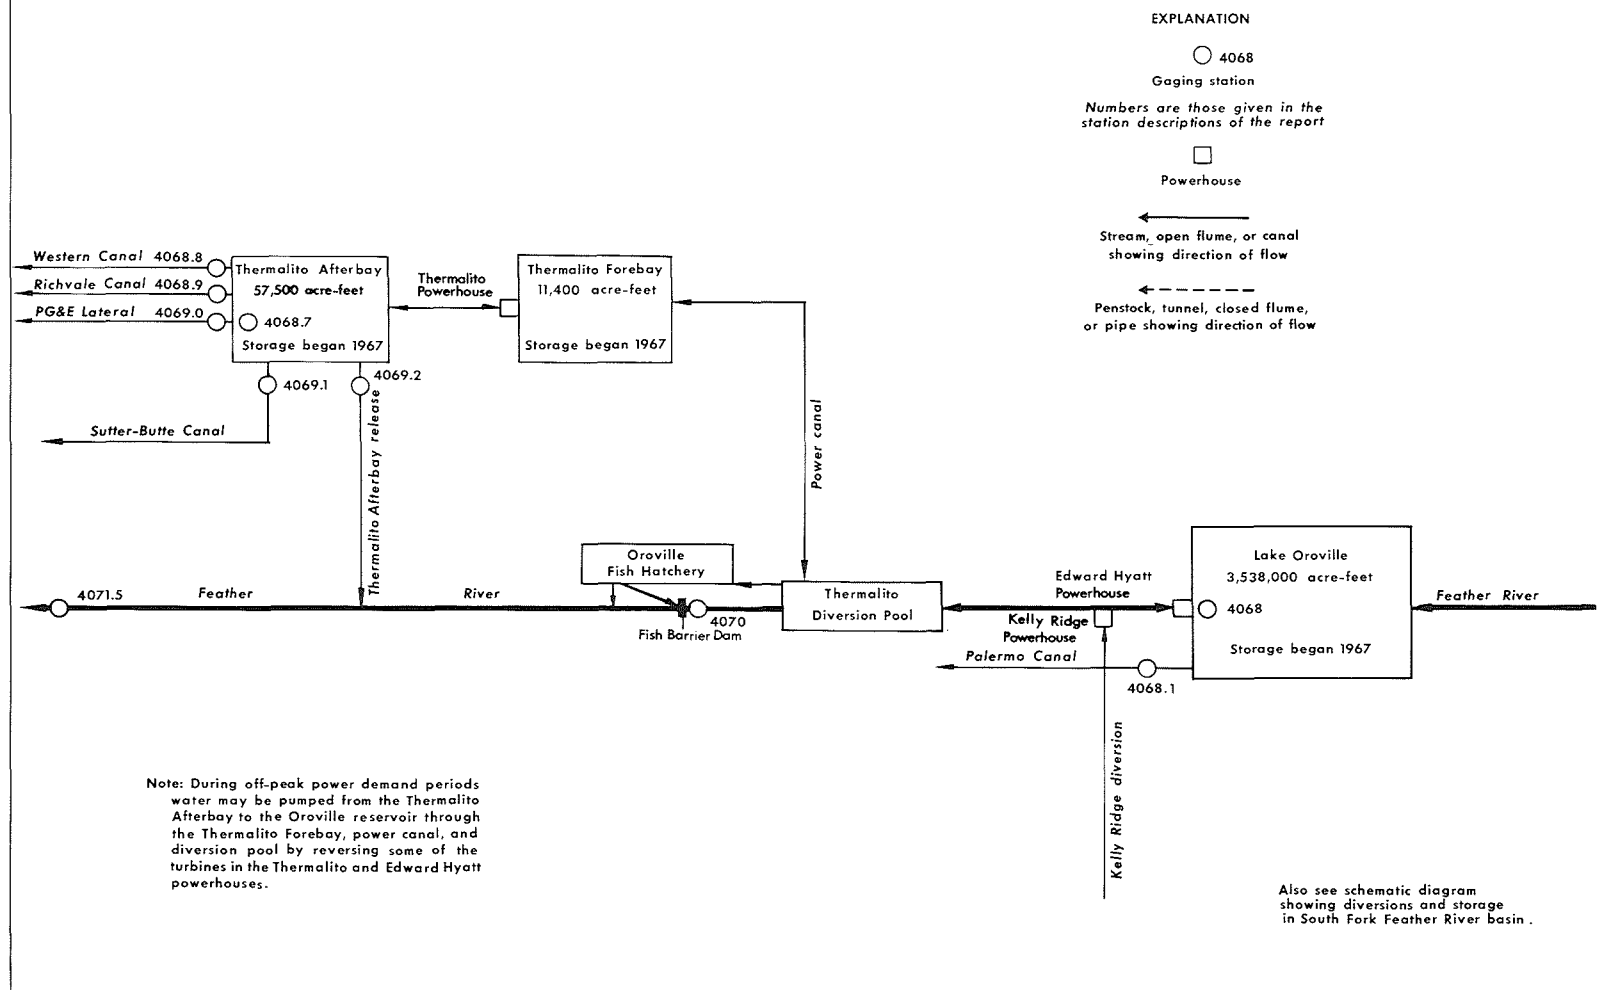 EXPLANATION
4068
Gaging station
Numbers are those given in the
station descriptions of the report
Powerhouse
Stream, open flume, or canal
showing direction of flow
Penstock, tunnel, closed flume,
or pipe showing direction of flow
Western Canal 4068.8
Richvale Canal 4068.9
PG&E Lateral 4069.0
Thermalito Afterbay
57,500 acre-feet
4068.7
Storage began 1967
Thermalito
Powerhouse
Thermalito Forebay
11,400 acre-feet
Storage began 1967
4069.1
4069.2
Sutter-Butte Canal
Thermalito Afterbay release
Power canal
Oroville
Fish Hatchery
4071.5
Feather River
4070
Fish Barrier Dam
Thermalito
Diversion Pool
Edward Hyatt
Powerhouse
Kelly Ridge
Powerhouse
Palermo Canal
4068.1
Kelly Ridge diversion
Lake Oroville
3,538,000 acre-feet
4068
Storage began 1967
Feather River
Note: During off-peak power demand periods
water may be pumped from the Thermalito
Afterbay to the Oroville reservoir through
the Thermalito Forebay, power canal, and
diversion pool by reversing some of the
turbines in the Thermalito and Edward Hyatt
powerhouses.
Also see schematic diagram
showing diversions and storage
in South Fork Feather River basin.